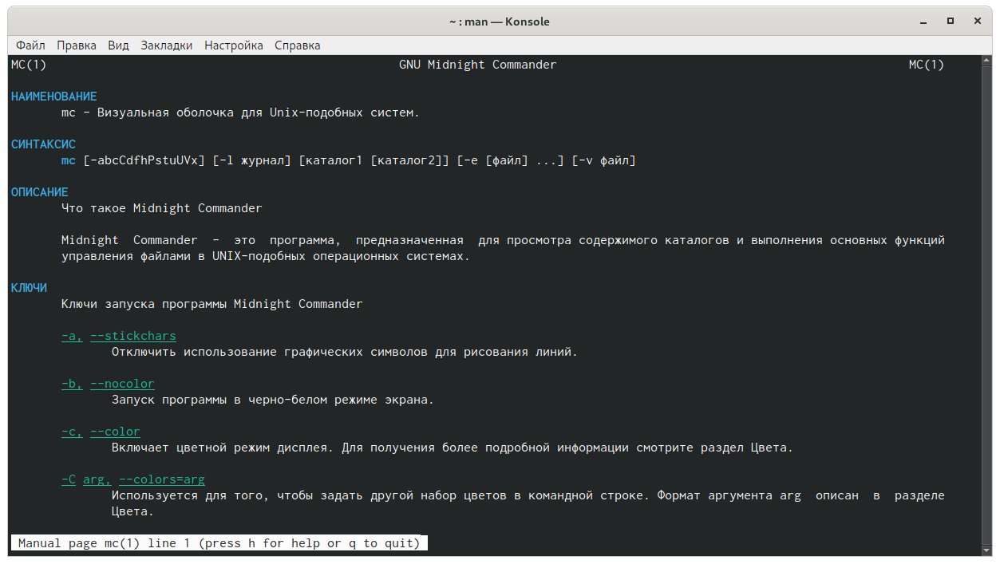 ~ : man — Konsole
Файл Правка Вид Закладки Настройка Справка
MC(1) GNU Midnight Commander MC(1)
НАИМЕНОВАНИЕ
mc - Визуальная оболочка для Unix-подобных систем.
СИНТАКСИС
mc [-abcCdfhPstuUVx] [-l журнал] [каталог1 [каталог2]] [-e [файл] ...] [-v файл]
ОПИСАНИЕ
Что такое Midnight Commander
Midnight Commander - это программа, предназначенная для просмотра содержимого каталогов и выполнения основных функций
управления файлами в UNIX-подобных операционных системах.
КЛЮЧИ
Ключи запуска программы Midnight Commander
-a, --stickchars
Отключить использование графических символов для рисования линий.
-b, --nocolor
Запуск программы в черно-белом режиме экрана.
-c, --color
Включает цветной режим дисплея. Для получения более подробной информации смотрите раздел Цвета.
-C arg, --colors=arg
Используется для того, чтобы задать другой набор цветов в командной строке. Формат аргумента arg описан в разделе
Цвета.
Manual page mc(1) line 1 (press h for help or q to quit)